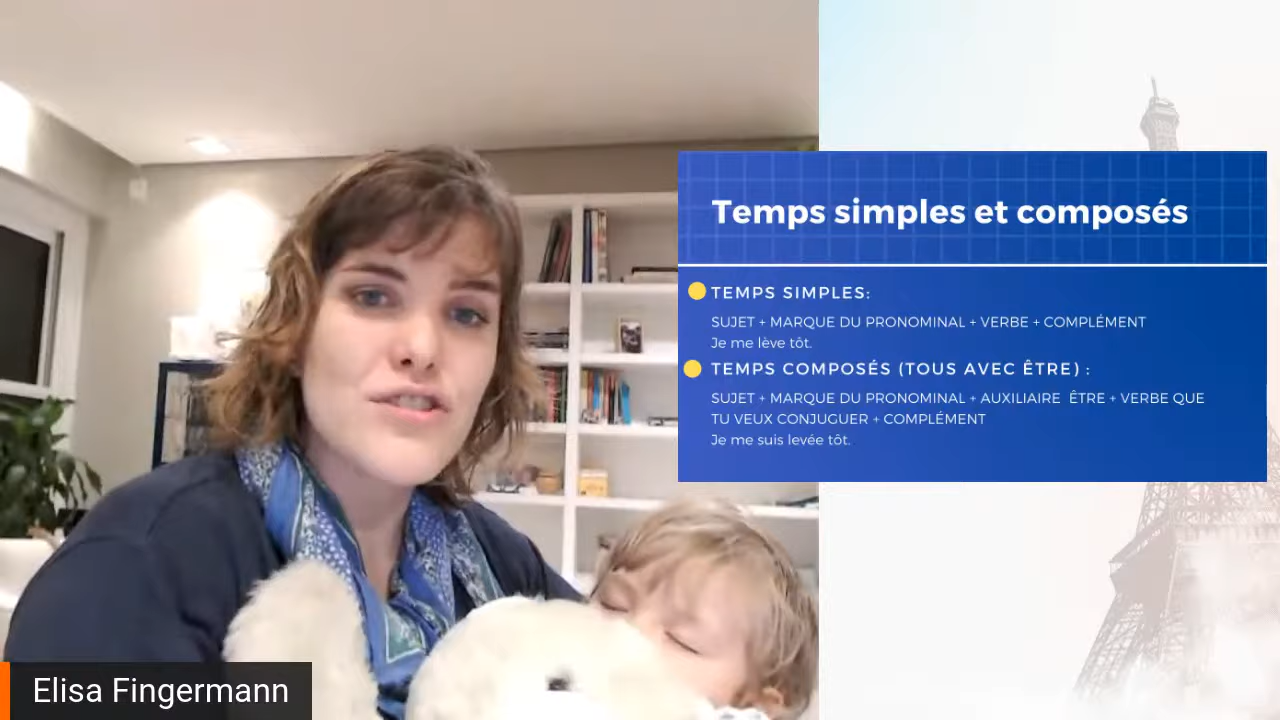 Temps simples et composés
TEMPS SIMPLES:
SUJET + MARQUE DU PRONOMINAL + VERBE + COMPLÉMENT
Je me lève tôt.
TEMPS COMPOSÉS (TOUS AVEC ÊTRE) :
SUJET + MARQUE DU PRONOMINAL + AUXILIAIRE ÊTRE + VERBE QUE
TU VEUX CONJUGUER + COMPLÉMENT
Je me suis levée tôt.
Elisa Fingermann